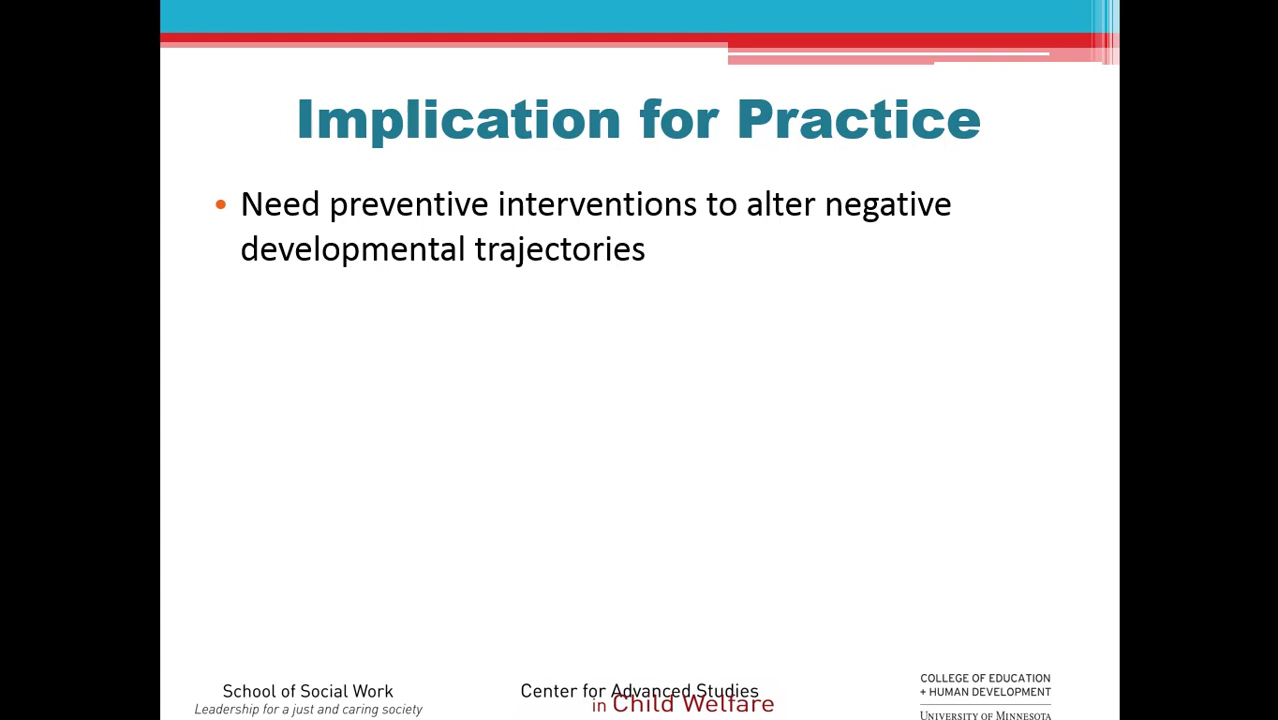 Implication for Practice
• Need preventive interventions to alter negative
developmental trajectories
School of Social Work
Leadership for a just and caring society
Center for Advanced Studies
in Child Welfare
COLLEGE OF EDUCATION
+ HUMAN DEVELOPMENT
UNIVERSITY OF MINNESOTA